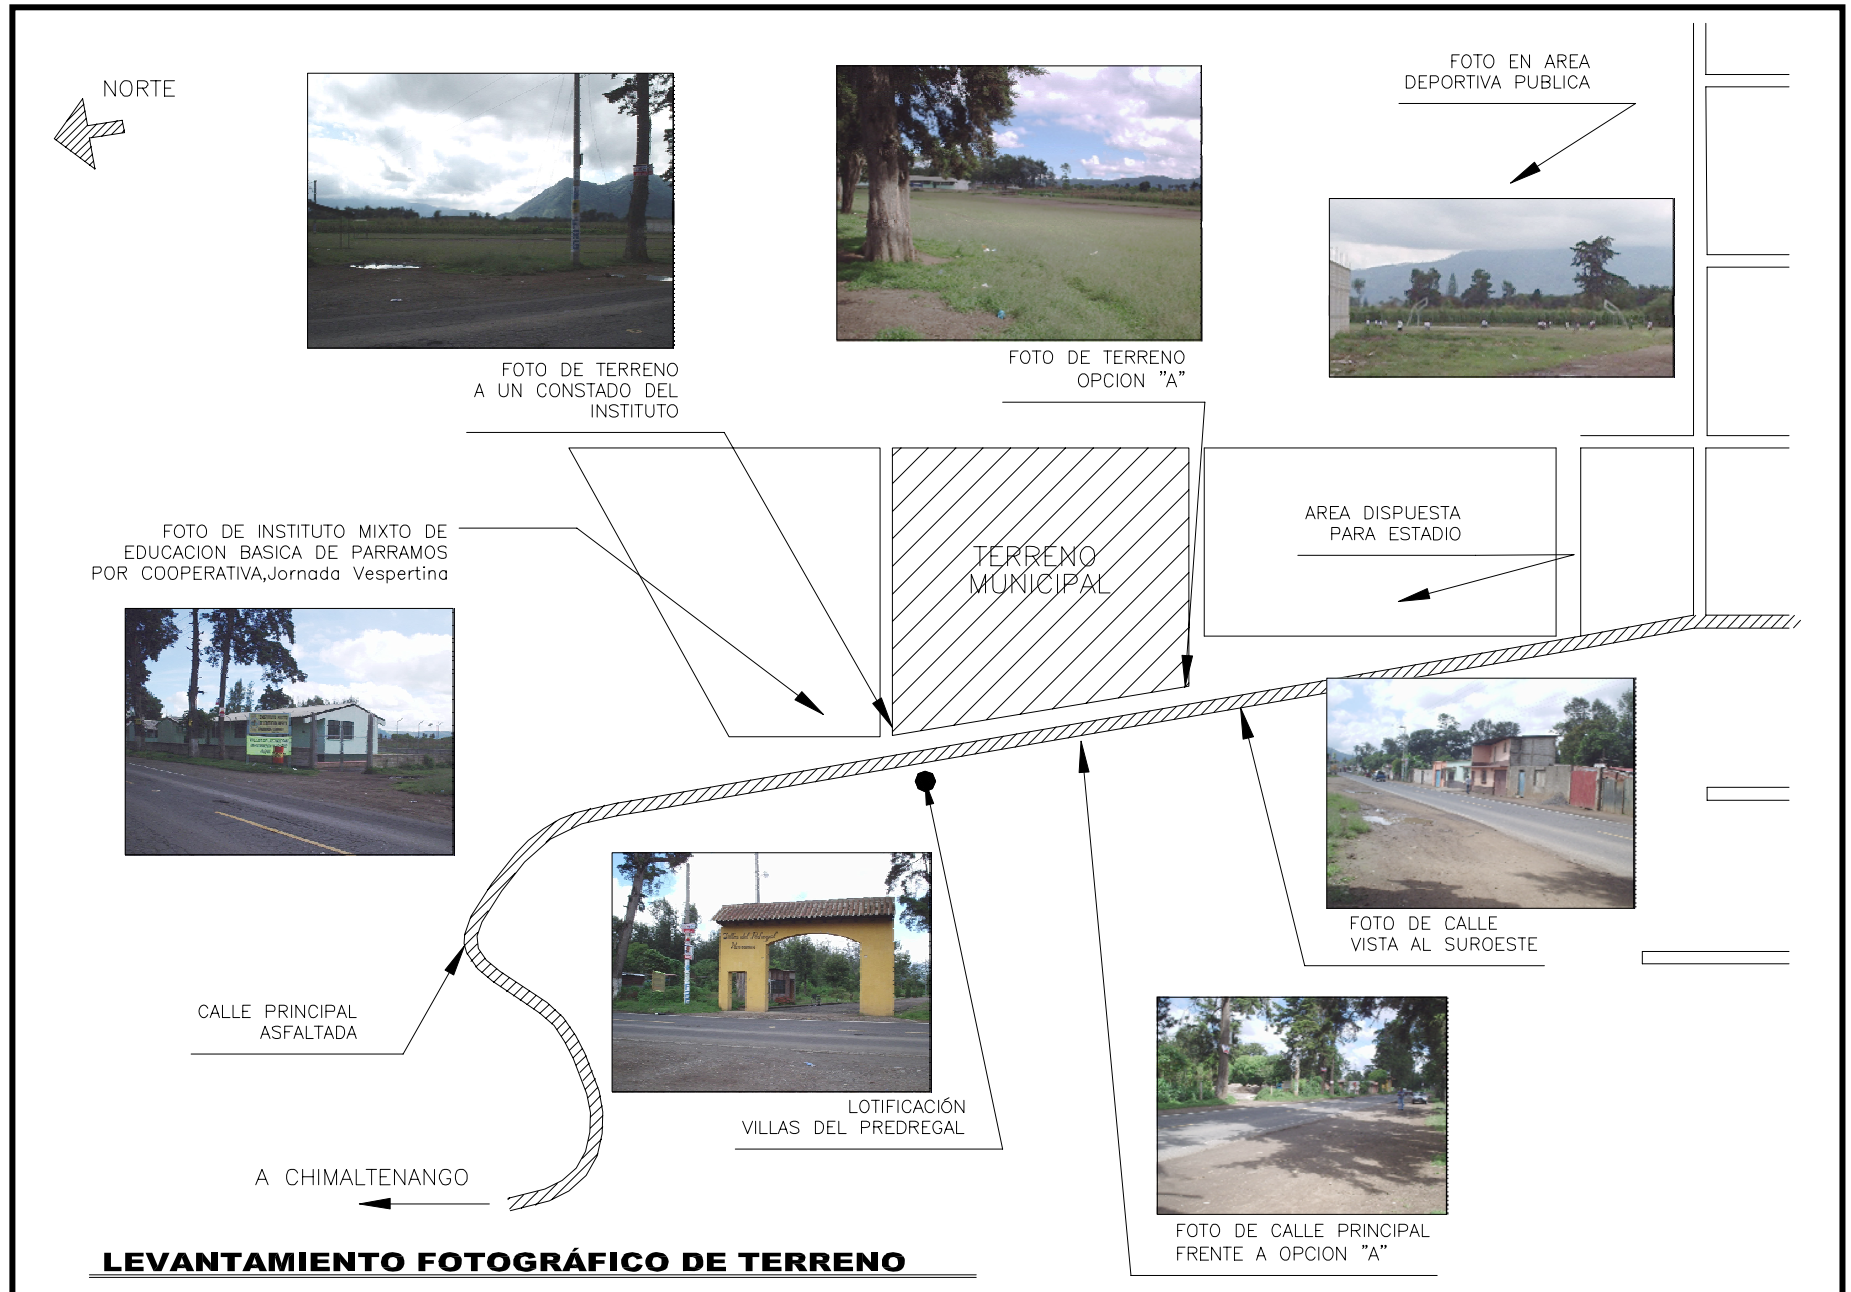 NORTE
FOTO EN AREA
DEPORTIVA PUBLICA
FOTO DE TERRENO
A UN CONSTADO DEL
INSTITUTO
FOTO DE TERRENO
OPCION "A"
FOTO DE INSTITUTO MIXTO DE
EDUCACION BASICA DE PARRAMOS
POR COOPERATIVA,Jornada Vespertina
TERRENO
MUNICIPAL
AREA DISPUESTA
PARA ESTADIO
FOTO DE CALLE
VISTA AL SUROESTE
CALLE PRINCIPAL
ASFALTADA
LOTIFICACIÓN
VILLAS DEL PREDREGAL
A CHIMALTENANGO
FOTO DE CALLE PRINCIPAL
FRENTE A OPCION "A"
LEVANTAMIENTO FOTOGRÁFICO DE TERRENO